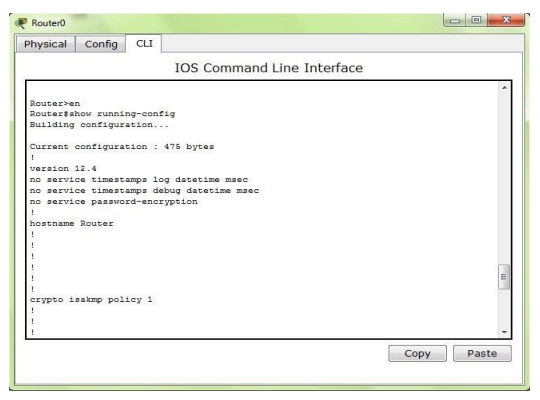 Router0
Physical Config CLI
IOS Command Line Interface
Router>en
Router#show running-config
Building configuration...
Current configuration : 475 bytes
!
version 12.4
no service timestamps log datetime msec
no service timestamps debug datetime msec
no service password-encryption
!
hostname Router
!
!
!
!
!
!
crypto isakmp policy 1
!
!
!
Copy Paste